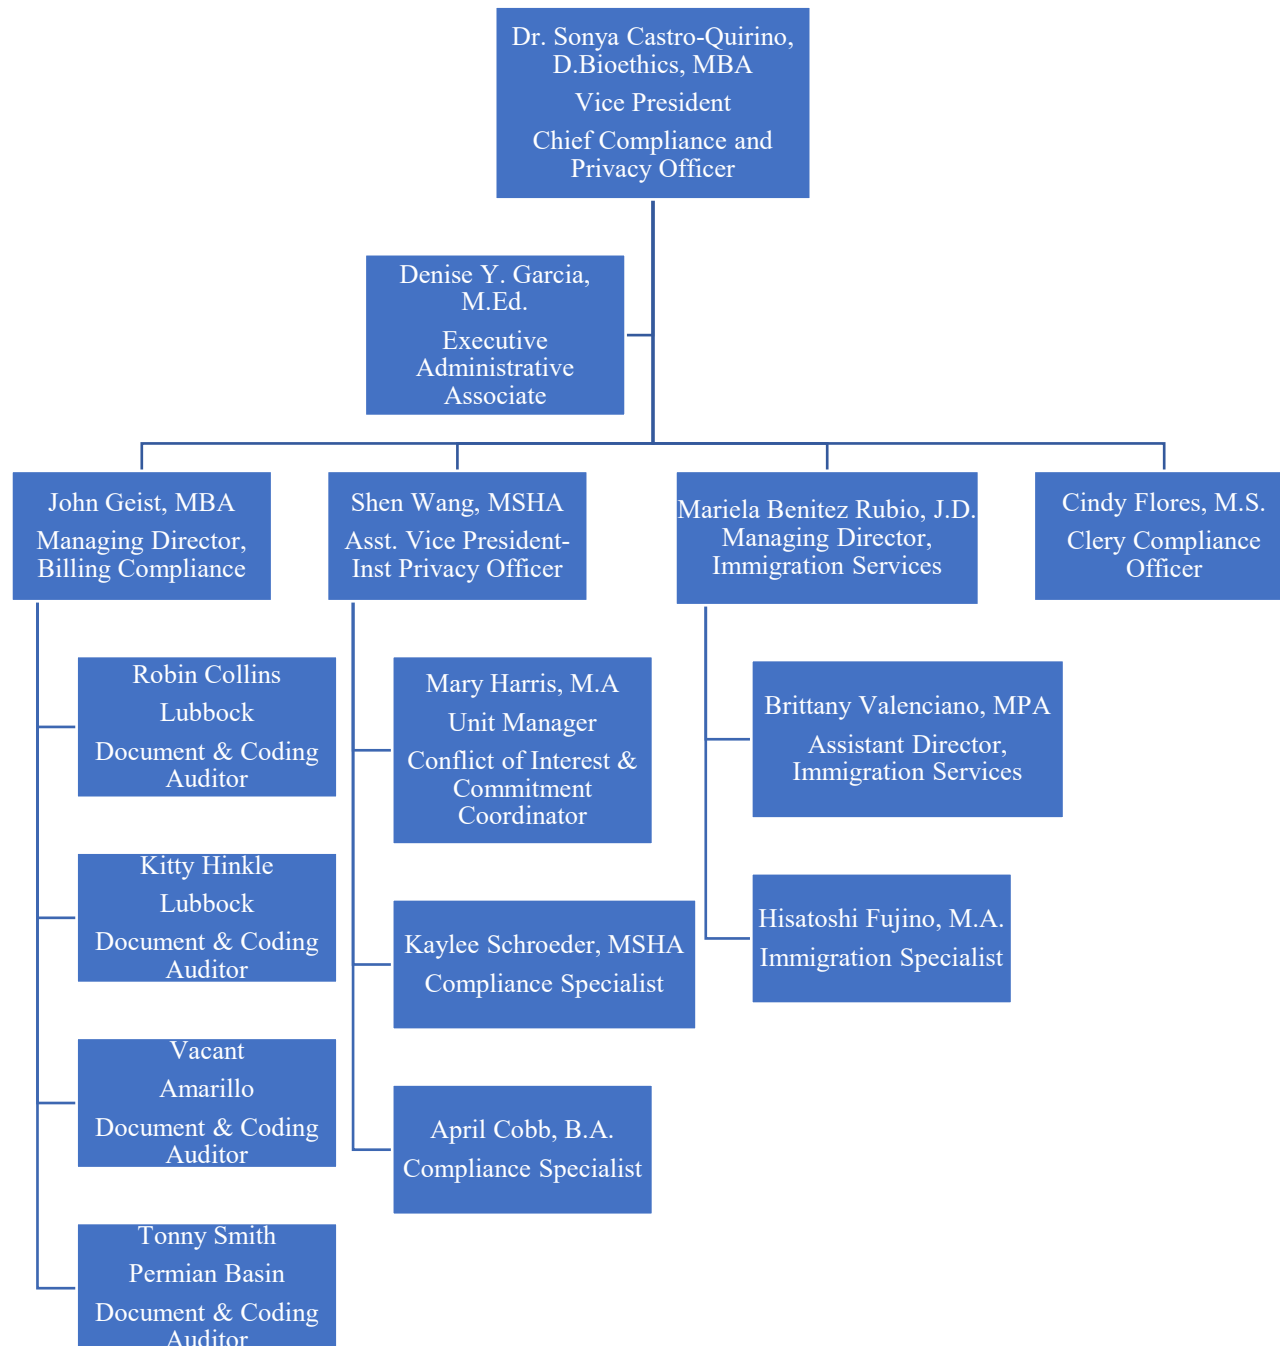 Dr. Sonya Castro-Quirino,
D.Bioethics, MBA
Vice President
Chief Compliance and
Privacy Officer
Denise Y. Garcia,
M.Ed.
Executive
Administrative
Associate
John Geist, MBA
Managing Director,
Billing Compliance
Shen Wang, MSHA
Asst. Vice President-
Inst Privacy Officer
Mariela Benitez Rubio, J.D.
Managing Director,
Immigration Services
Cindy Flores, M.S.
Clery Compliance
Officer
Robin Collins
Lubbock
Document & Coding
Auditor
Kitty Hinkle
Lubbock
Document & Coding
Auditor
Vacant
Amarillo
Document & Coding
Auditor
Tonny Smith
Permian Basin
Document & Coding
Auditor
Mary Harris, M.A
Unit Manager
Conflict of Interest &
Commitment
Coordinator
Kaylee Schroeder, MSHA
Compliance Specialist
April Cobb, B.A.
Compliance Specialist
Brittany Valenciano, MPA
Assistant Director,
Immigration Services
Hisatoshi Fujino, M.A.
Immigration Specialist